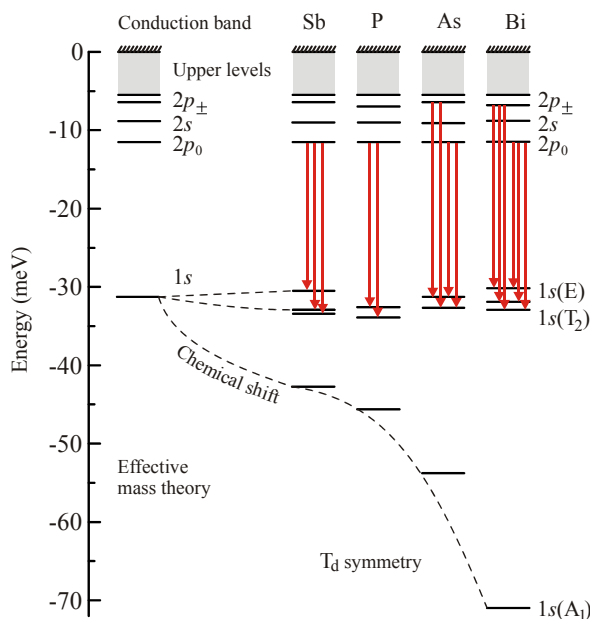 Conduction band Sb P As Bi
-0
Upper levels
2p± 2p±
2s 2s
-10
2p0 2p0
-20
1s 1s(E)
-30
1s(T2)
Energy (meV)
Chemical shift
-40
-50
Effective
mass theory
-60
Td symmetry
-70
1s(A1)